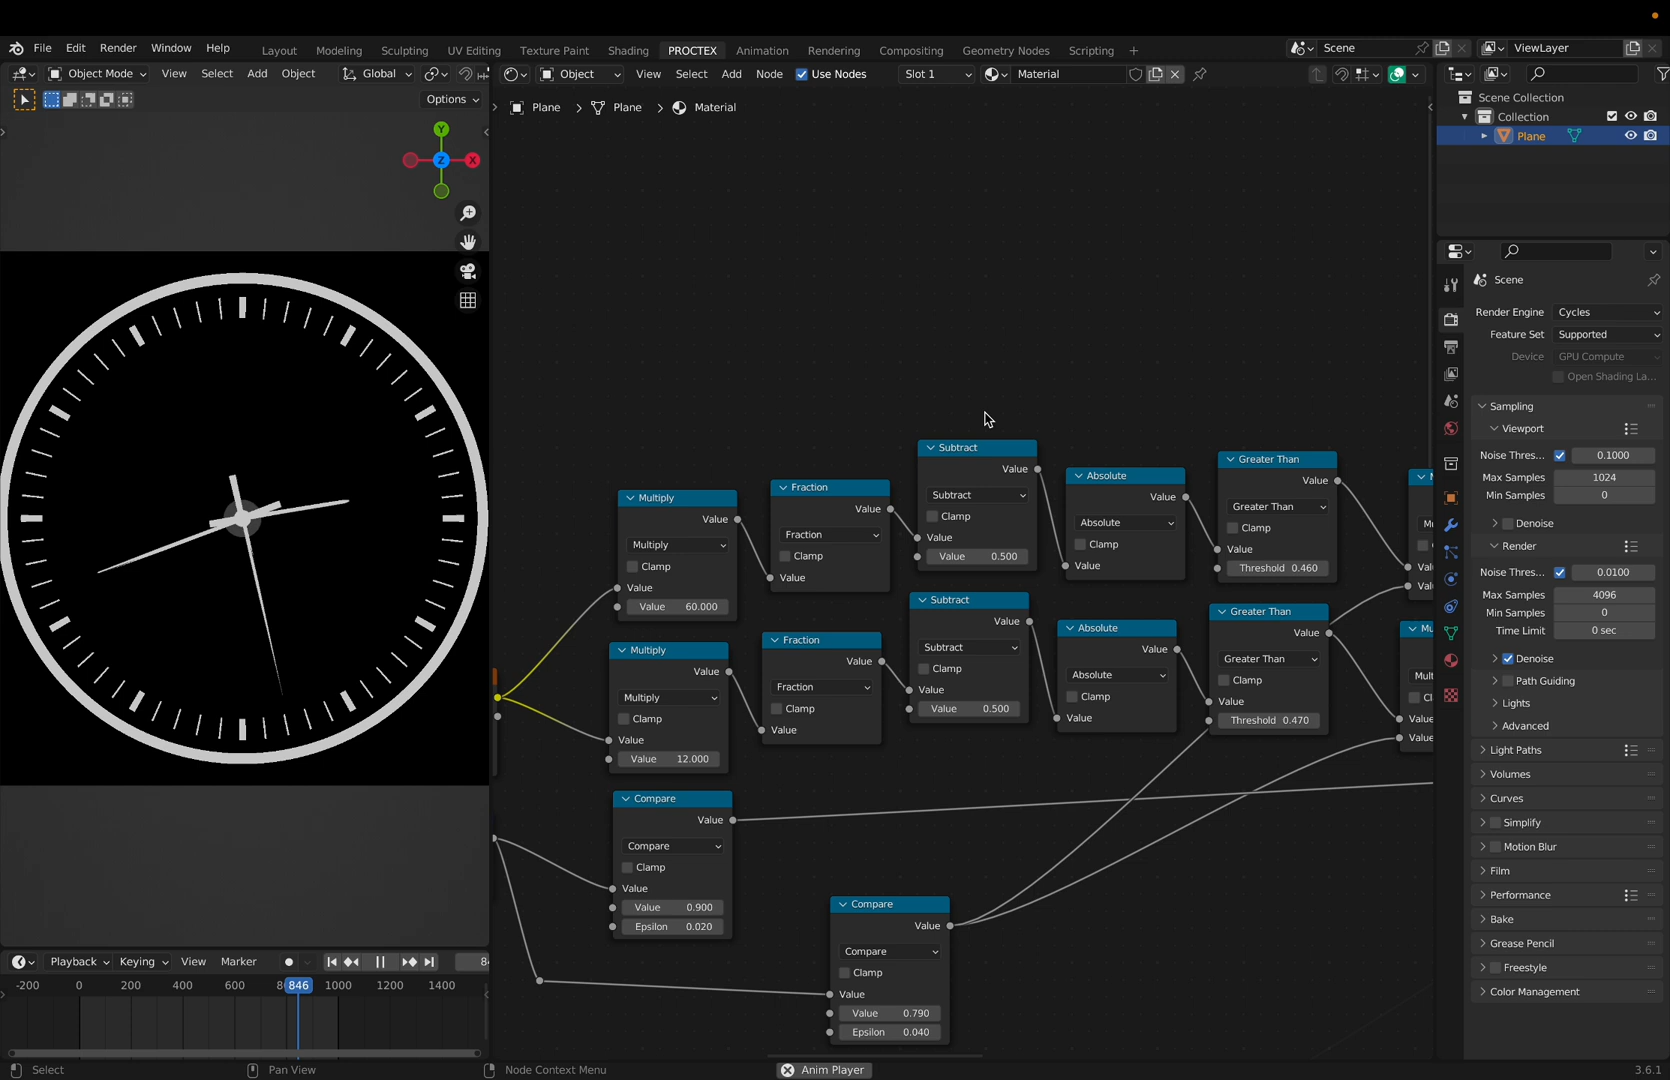 File Edit Render Window Help
Layout Modeling Sculpting UV Editing Texture Paint Shading PROCTEX Animation Rendering Compositing Geometry Nodes Scripting +
Scene
ViewLayer
Object Mode View Select Add Object Global
Options
Object View Select Add Node Use Nodes Slot 1 Material
Plane > Plane > Material
Y
Z
X
Scene Collection
Collection
Plane
Scene
Render Engine Cycles
Feature Set Supported
Device GPU Compute
Open Shading La...
Sampling
Viewport
Noise Thres... 0.1000
Max Samples 1024
Min Samples 0
Denoise
Render
Noise Thres... 0.0100
Max Samples 4096
Min Samples 0
Time Limit 0 sec
Denoise
Path Guiding
Lights
Advanced
Light Paths
Volumes
Curves
Simplify
Motion Blur
Film
Performance
Bake
Grease Pencil
Freestyle
Color Management
Multiply
Value
Multiply
Clamp
Value
Value 60.000
Fraction
Value
Fraction
Clamp
Value
Subtract
Value
Subtract
Clamp
Value
Value 0.500
Absolute
Value
Absolute
Clamp
Value
Greater Than
Value
Greater Than
Clamp
Value
Threshold 0.460
Multiply
Value
Multiply
Clamp
Value
Value 12.000
Fraction
Value
Fraction
Clamp
Value
Subtract
Value
Subtract
Clamp
Value
Value 0.500
Absolute
Value
Absolute
Clamp
Value
Greater Than
Value
Greater Than
Clamp
Value
Threshold 0.470
Compare
Value
Compare
Clamp
Value
Value 0.900
Epsilon 0.020
Compare
Value
Compare
Clamp
Value
Value 0.790
Epsilon 0.040
Playback Keying View Marker
-200 0 200 400 600 846 1000 1200 1400
Select Pan View Node Context Menu Anim Player 3.6.1